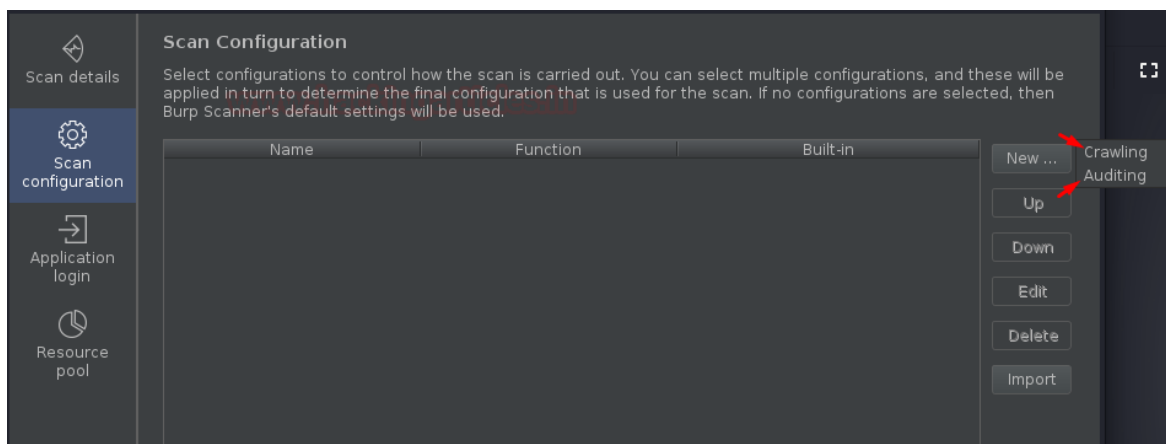 Scan details
Scan
configuration
Application
login
Resource
pool
Scan Configuration
Select configurations to control how the scan is carried out. You can select multiple configurations, and these will be
applied in turn to determine the final configuration that is used for the scan. If no configurations are selected, then
Burp Scanner's default settings will be used.
Name Function Built-in
New ...
Crawling
Auditing
Up
Down
Edit
Delete
Import